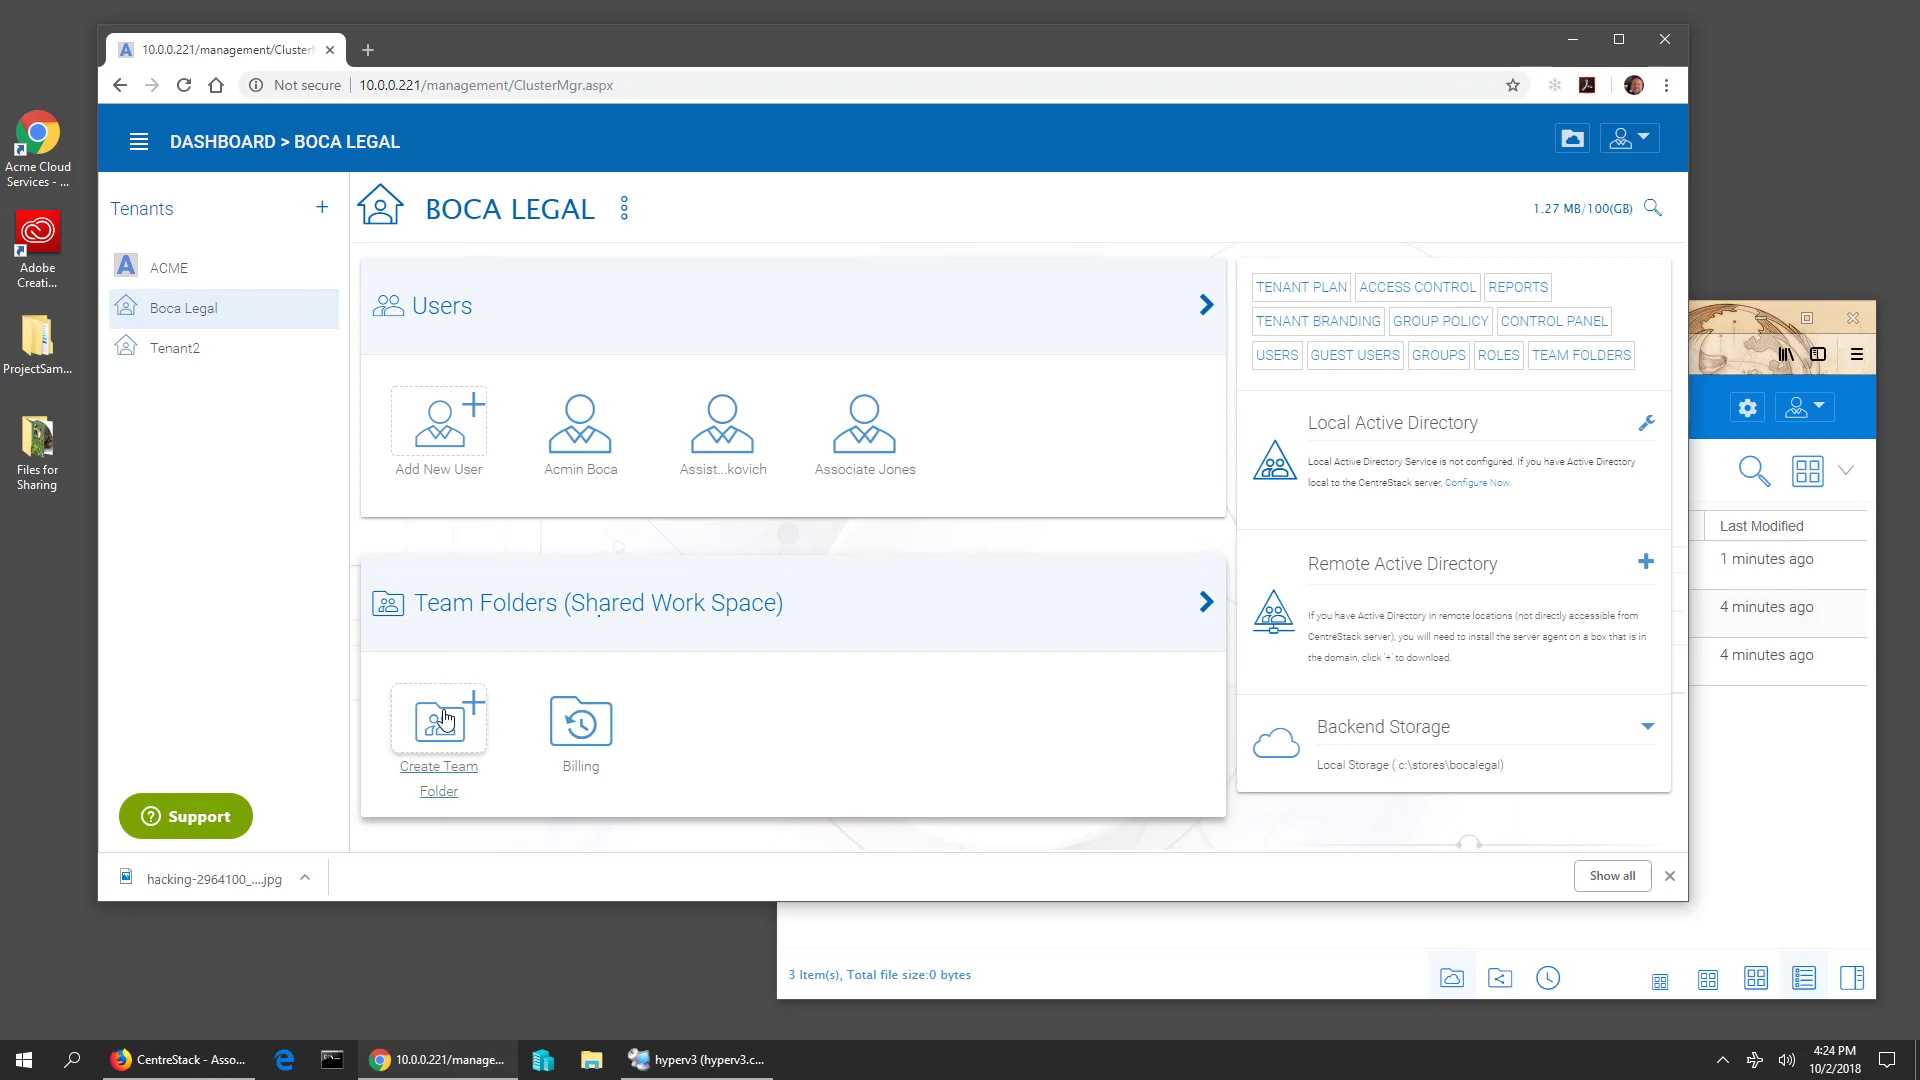 10.0.0.221/management/Cluster
Not secure
10.0.0.221/management/ClusterMgr.aspx
DASHBOARD > BOCA LEGAL
Acme Cloud
Services - ...
Adobe
Creati...
ProjectSam...
Files for
Sharing
Tenants
ACME
Boca Legal
Tenant2
Support
BOCA LEGAL
1.27 MB/100(GB)
Users
Add New User
Acmin Boca
Assist...kovich
Associate Jones
Team Folders (Shared Work Space)
Create Team
Folder
Billing
TENANT PLAN
ACCESS CONTROL
REPORTS
TENANT BRANDING
GROUP POLICY
CONTROL PANEL
USERS
GUEST USERS
GROUPS
ROLES
TEAM FOLDERS
Local Active Directory
Local Active Directory Service is not configured. If you have Active Directory
local to the CentreStack server, Configure Now.
Remote Active Directory
If you have Active Directory in remote locations (not directly accessible from
CentreStack server), you will need to install the server agent on a box that is in
the domain, click '+' to download.
Backend Storage
Local Storage ( c:\stores\bocalegal)
Last Modified
1 minutes ago
4 minutes ago
4 minutes ago
hacking-2964100_....jpg
Show all
3 Item(s), Total file size:0 bytes
CentreStack - Asso...
10.0.0.221/manage...
hyperv3 (hyperv3.c...
4:24 PM
10/2/2018